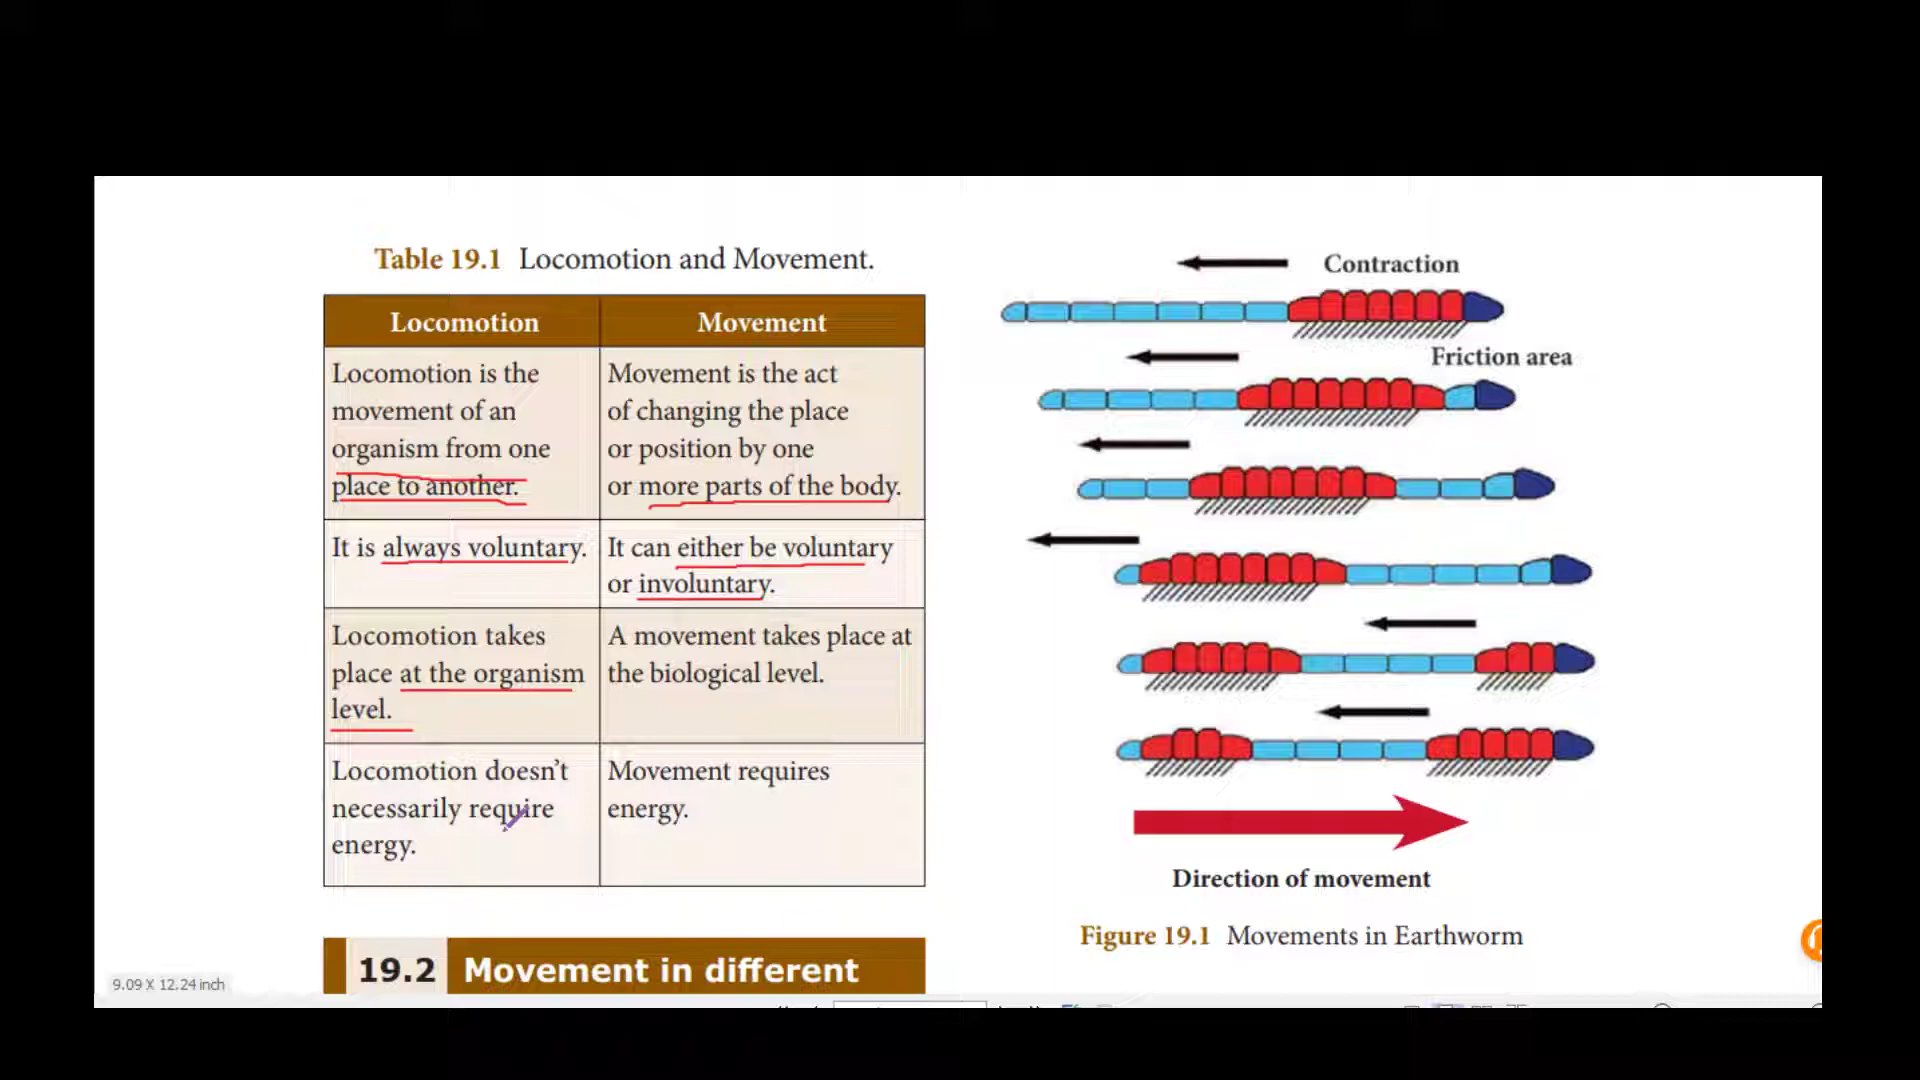 Table 19.1 Locomotion and Movement.
Locomotion
Movement
Locomotion is the
movement of an
organism from one
place to another.
Movement is the act
of changing the place
or position by one
or more parts of the body.
It is always voluntary.
It can either be voluntary
or involuntary.
Locomotion takes
place at the organism
level.
A movement takes place at
the biological level.
Locomotion doesn’t
necessarily require
energy.
Movement requires
energy.
19.2 Movement in different
9.09 X 12.24 inch
Contraction
Friction area
Direction of movement
Figure 19.1 Movements in Earthworm